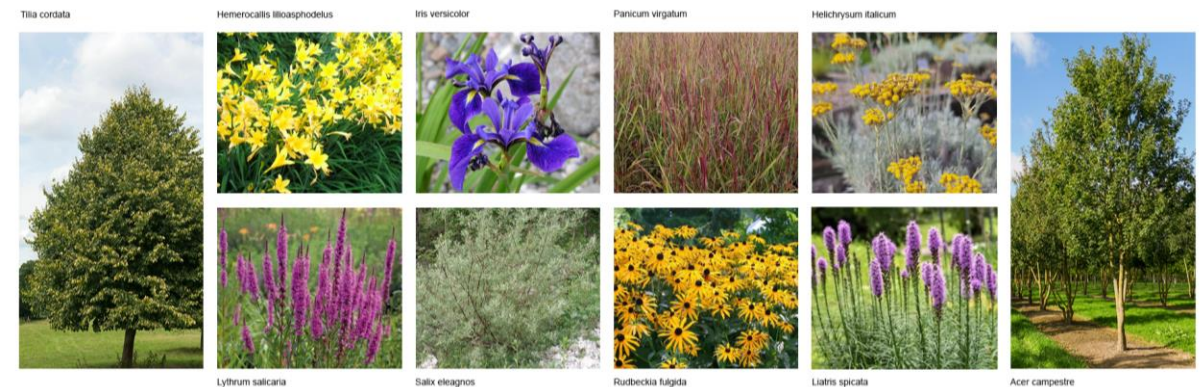 Tilia cordata
Hemerocallis lilioasphodelus
Iris versicolor
Panicum virgatum
Helichrysum italicum
Lythrum salicaria
Salix eleagnos
Rudbeckia fulgida
Liatris spicata
Acer campestre